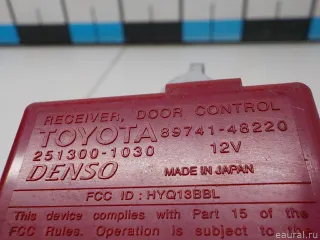 RECEIVER, DOOR CONTROL
TOYOTA 89741-48220
251300-1030 12V
DENSO MADE IN JAPAN
FCC ID : HYQ13BBL
This device complies with Part 15 of the
FCC Rules. Operation is subject to the
eaural.ru